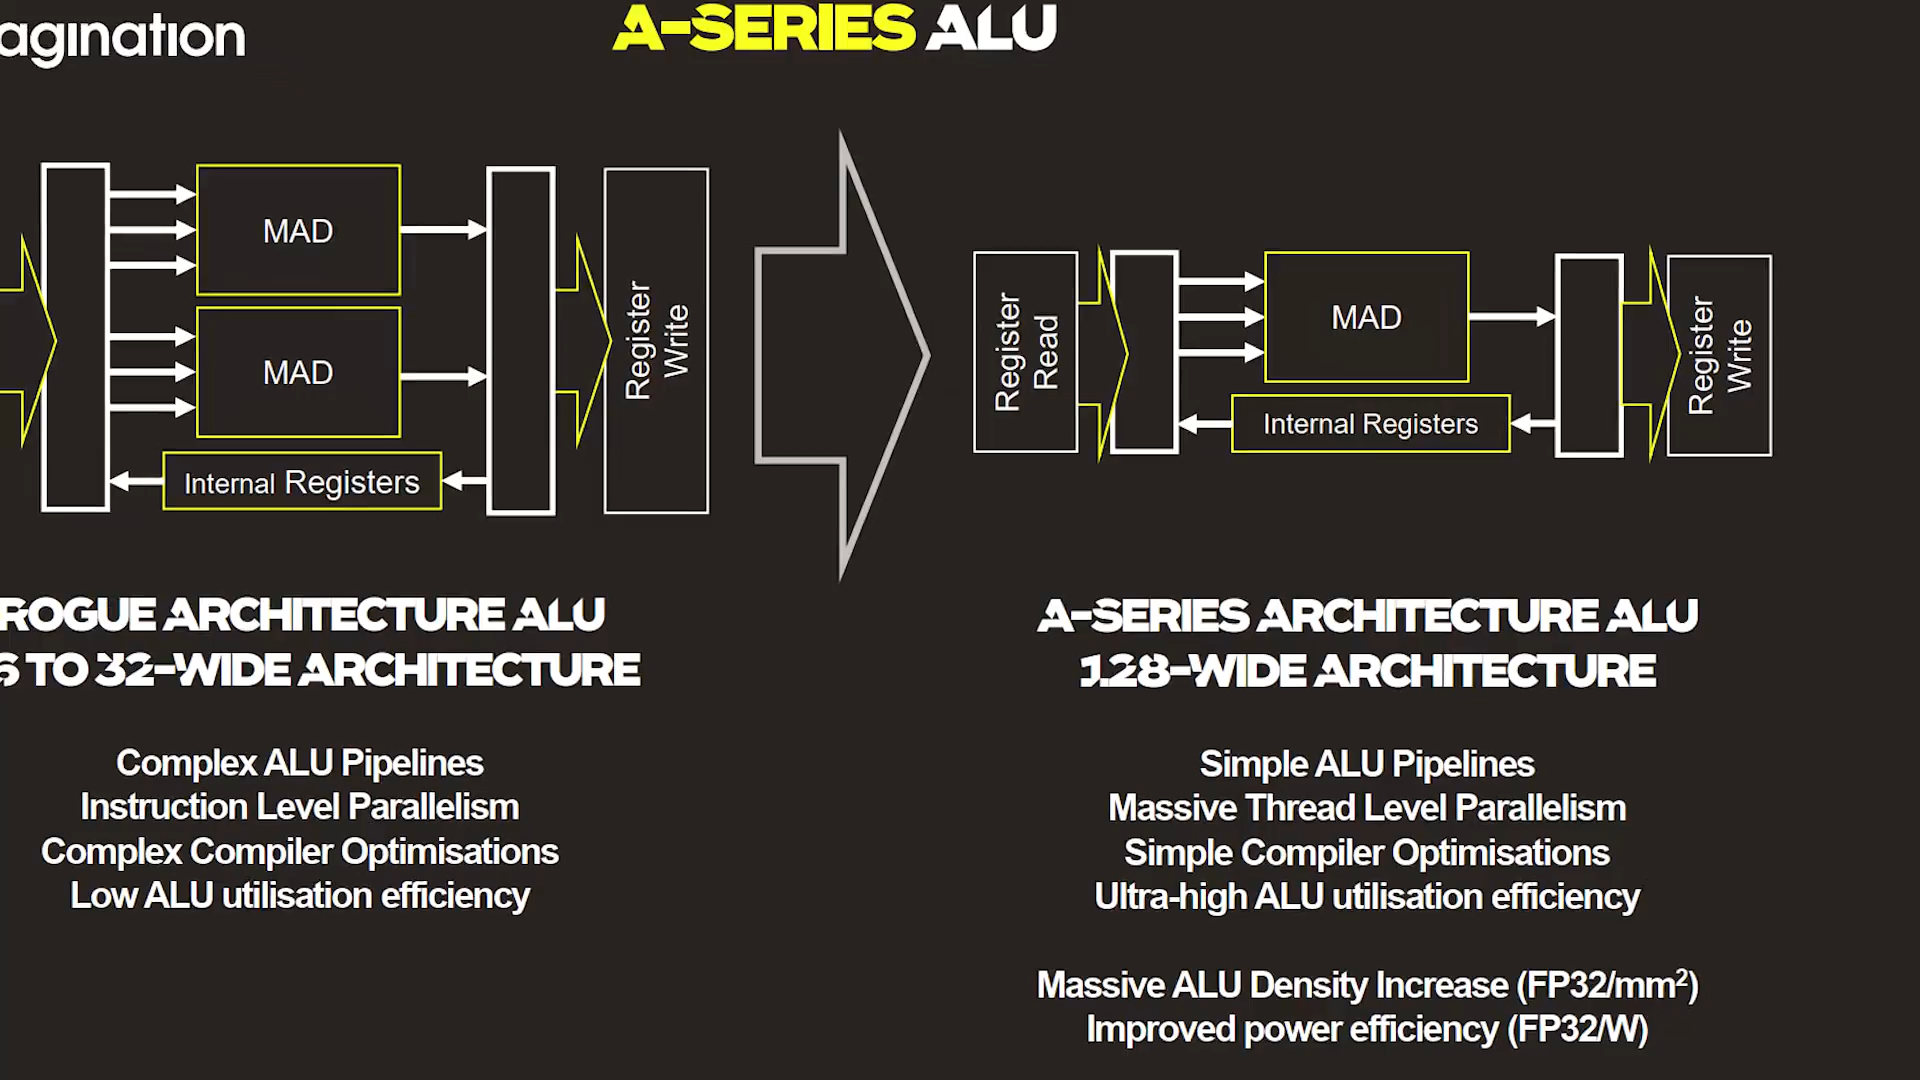 agination
A-SERIES ALU
MAD
MAD
Internal Registers
Register
Write
Register
Read
MAD
Internal Registers
Register
Write
ROGUE ARCHITECTURE ALU
6 TO 32-WIDE ARCHITECTURE
Complex ALU Pipelines
Instruction Level Parallelism
Complex Compiler Optimisations
Low ALU utilisation efficiency
A-SERIES ARCHITECTURE ALU
128-WIDE ARCHITECTURE
Simple ALU Pipelines
Massive Thread Level Parallelism
Simple Compiler Optimisations
Ultra-high ALU utilisation efficiency
Massive ALU Density Increase (FP32/mm²)
Improved power efficiency (FP32/W)